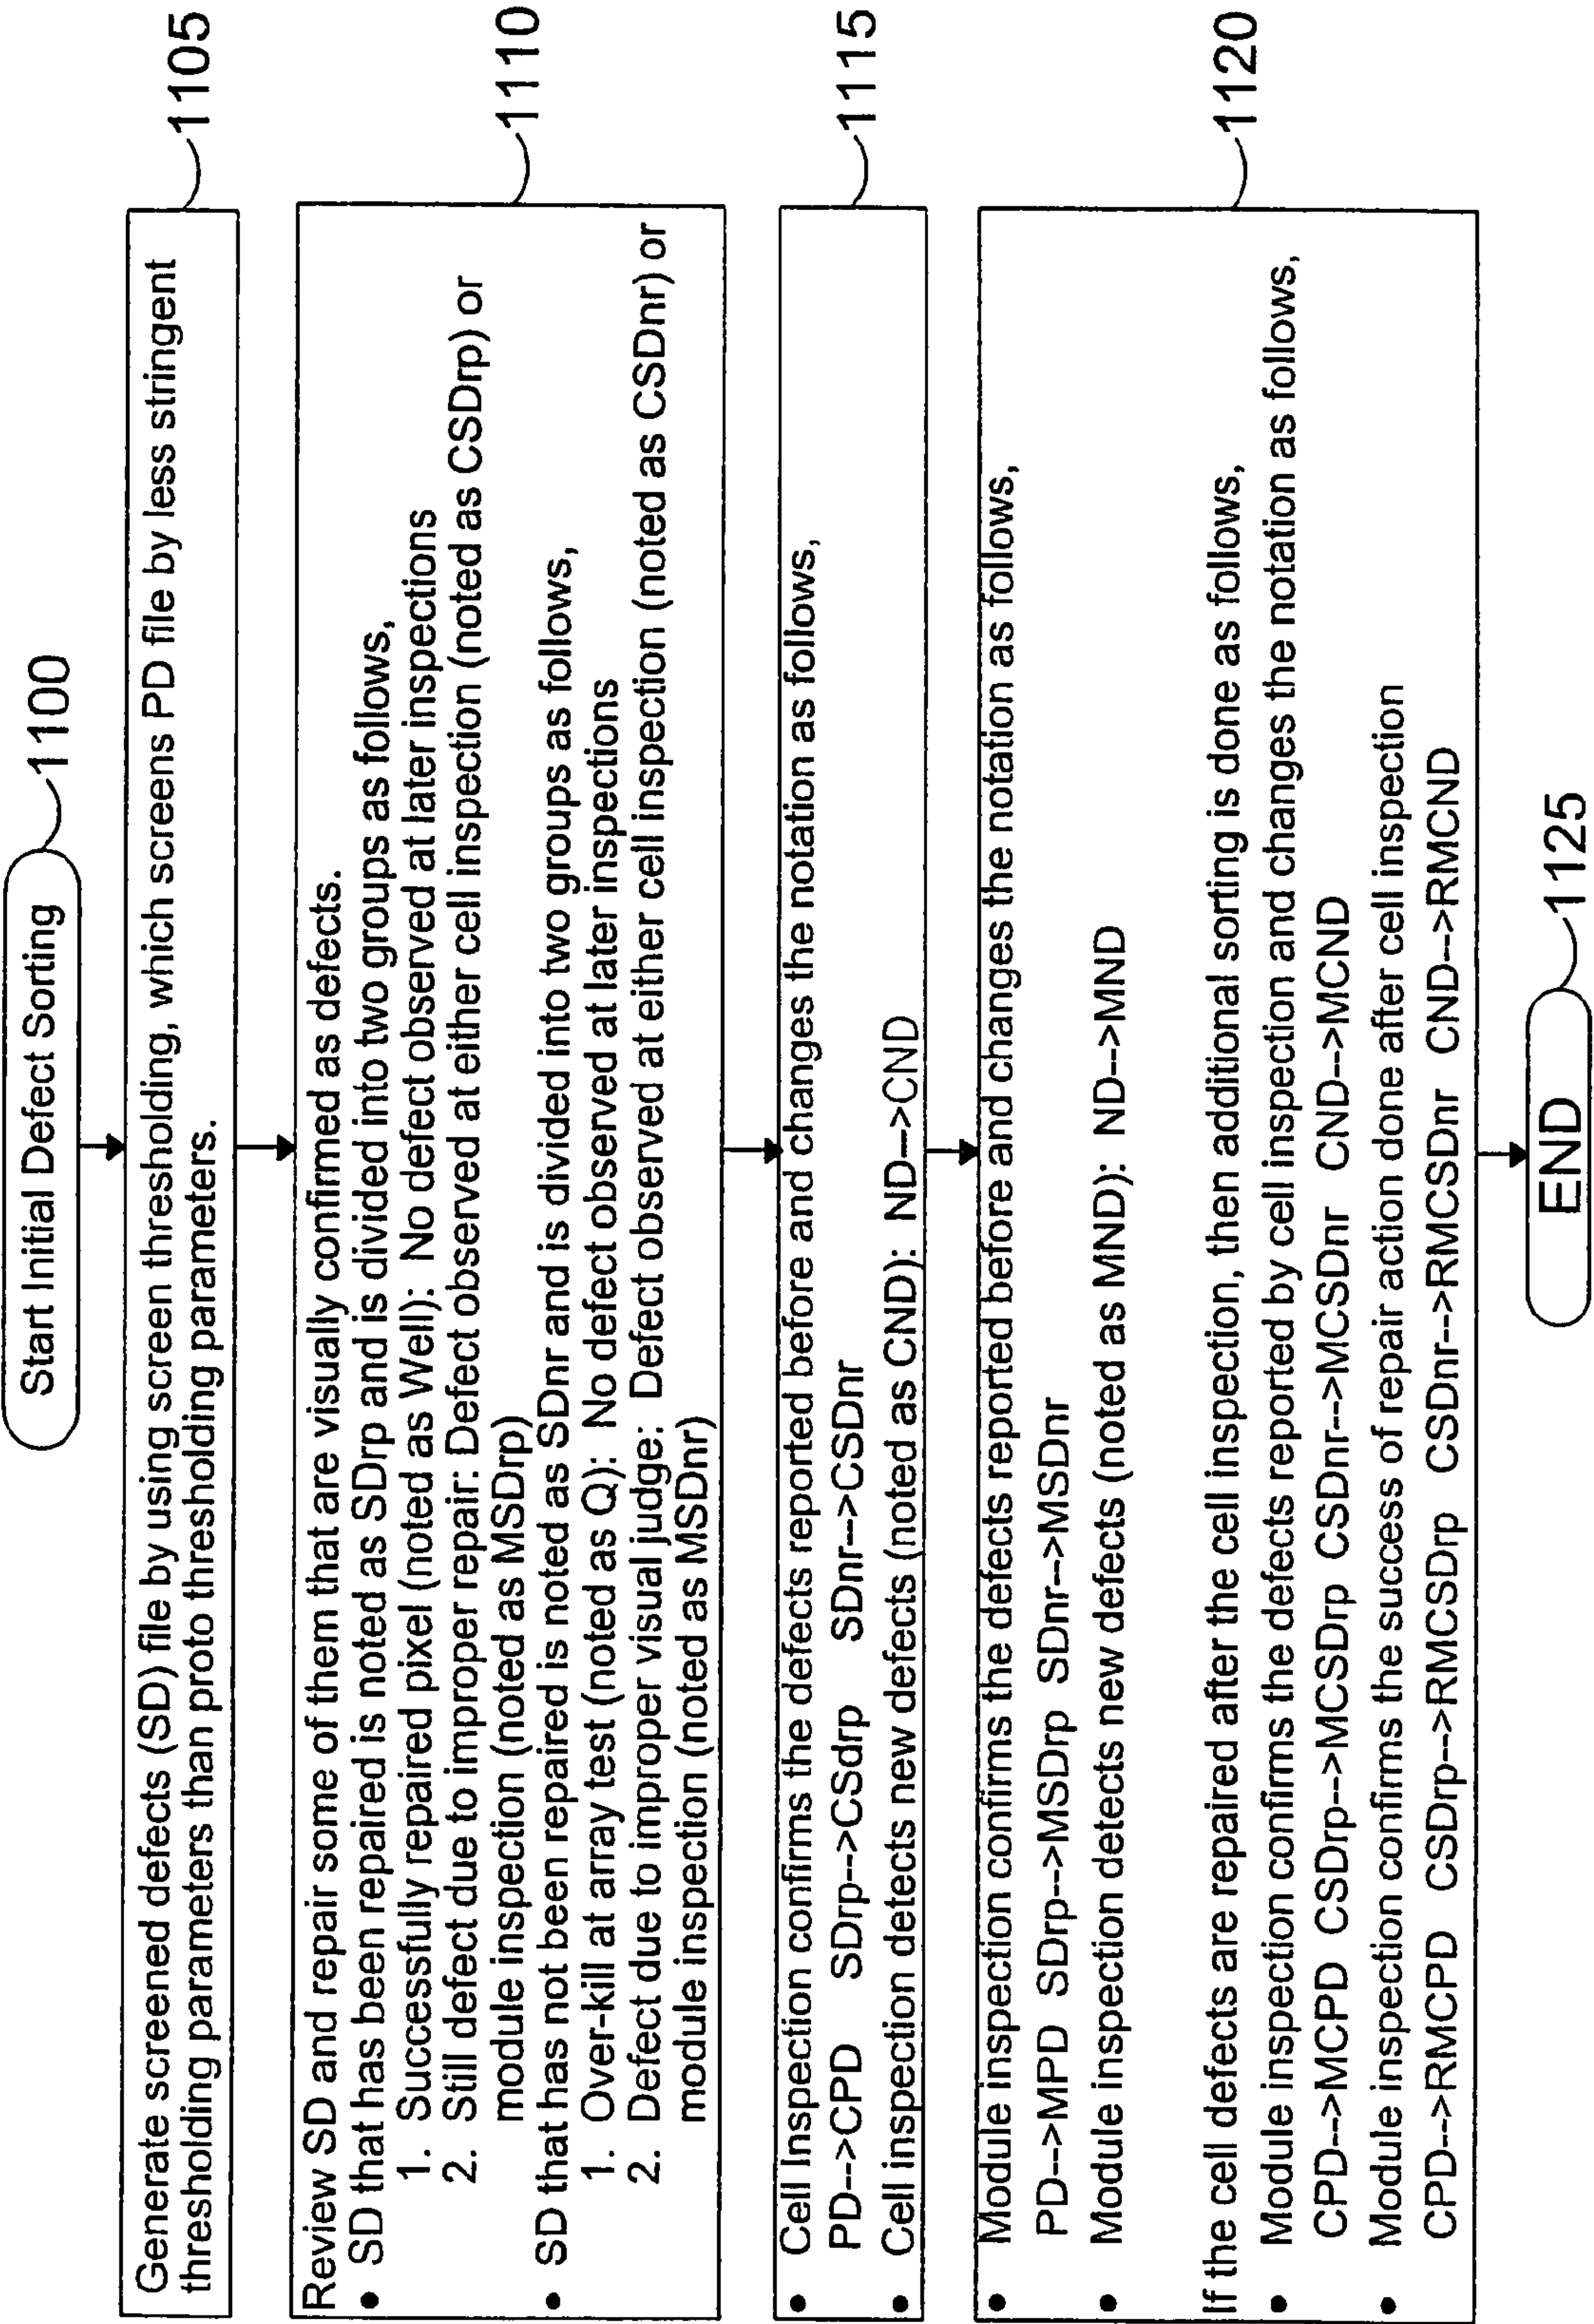 Start Initial Defect Sorting
1100
Generate screened defects (SD) file by using screen thresholding, which screens PD file by less stringent
thresholding parameters than proto thresholding parameters.
1105
Review SD and repair some of them that are visually confirmed as defects.
• SD that has been repaired is noted as SDrp and is divided into two groups as follows,
1. Successfully repaired pixel (noted as Well): No defect observed at later inspections
2. Still defect due to improper repair: Defect observed at either cell inspection (noted as CSDrp) or
module inspection (noted as MSDrp)
• SD that has not been repaired is noted as SDnr and is divided into two groups as follows,
1. Over-kill at array test (noted as Q): No defect observed at later inspections
2. Defect due to improper visual judge: Defect observed at either cell inspection (noted as CSDnr) or
module inspection (noted as MSDnr)
1110
• Cell Inspection confirms the defects reported before and changes the notation as follows,
PD-->CPD SDrp-->CSdrp SDnr-->CSDnr
• Cell inspection detects new defects (noted as CND): ND-->CND
1115
• Module inspection confirms the defects reported before and changes the notation as follows,
PD-->MPD SDrp-->MSDrp SDnr-->MSDnr
• Module inspection detects new defects (noted as MND): ND-->MND
If the cell defects are repaired after the cell inspection, then additional sorting is done as follows,
• Module inspection confirms the defects reported by cell inspection and changes the notation as follows,
CPD-->MCPD CSDrp-->MCSDrp CSDnr-->MCSDnr CND-->MCND
• Module inspection confirms the success of repair action done after cell inspection
CPD-->RMCPD CSDrp-->RMCSDrp CSDnr-->RMCSDnr CND-->RMCND
1120
END
1125